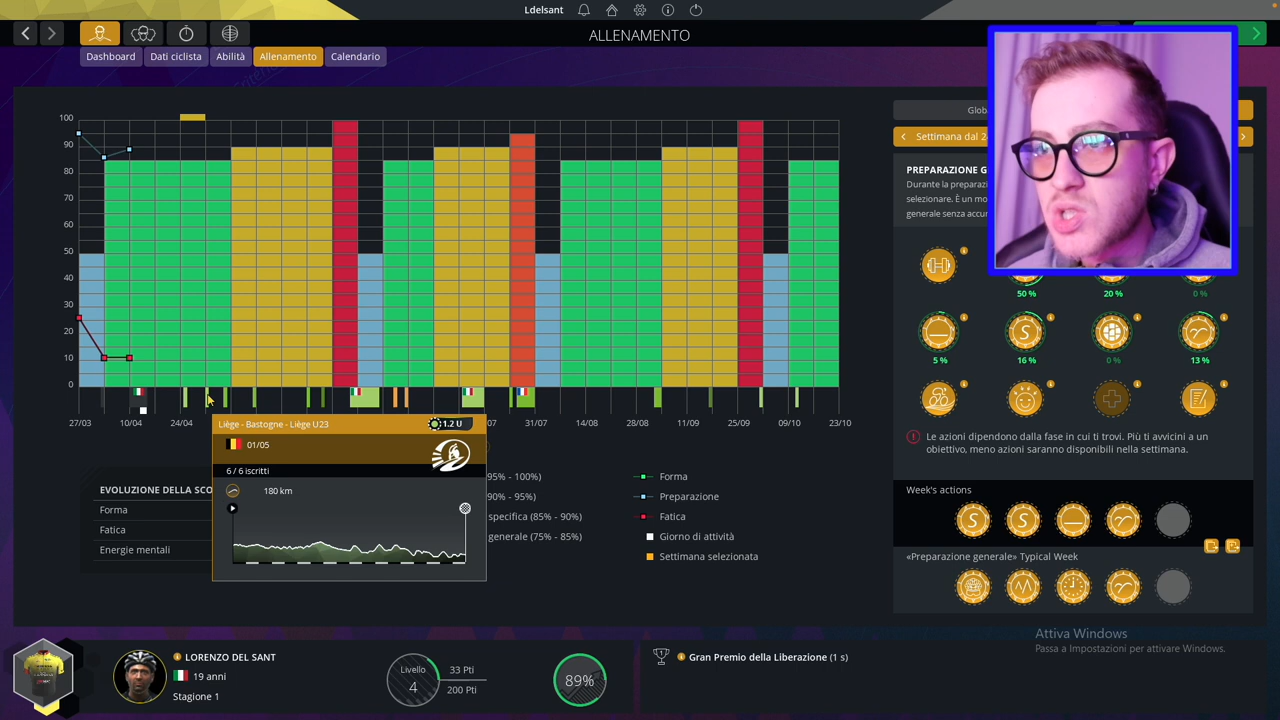 Ldelsant
ALLENAMENTO
Dashboard
Dati ciclista
Abilità
Allenamento
Calendario
100
90
80
70
60
50
40
30
20
10
0
27/03
10/04
24/04
07
31/07
14/08
28/08
11/09
25/09
09/10
23/10
Liège - Bastogne - Liège U23
1.2 U
01/05
6 / 6 iscritti
180 km
EVOLUZIONE DELLA SCO
Forma
Fatica
Energie mentali
95% - 100%)
90% - 95%)
specifica (85% - 90%)
generale (75% - 85%)
Forma
Preparazione
Fatica
Giorno di attività
Settimana selezionata
Glob
Settimana dal 2
PREPARAZIONE G
Durante la preparazi
selezionare. È un mo
generale senza accu
50 %
20 %
0 %
S
5 %
16 %
0 %
13 %
Le azioni dipendono dalla fase in cui ti trovi. Più ti avvicini a un
obiettivo, meno azioni saranno disponibili nella settimana.
Week's actions
S
S
«Preparazione generale» Typical Week
LORENZO DEL SANT
19 anni
Stagione 1
Livello
4
33 Pti
200 Pti
89%
Gran Premio della Liberazione (1 s)
Attiva Windows
Passa a Impostazioni per attivare Windows.